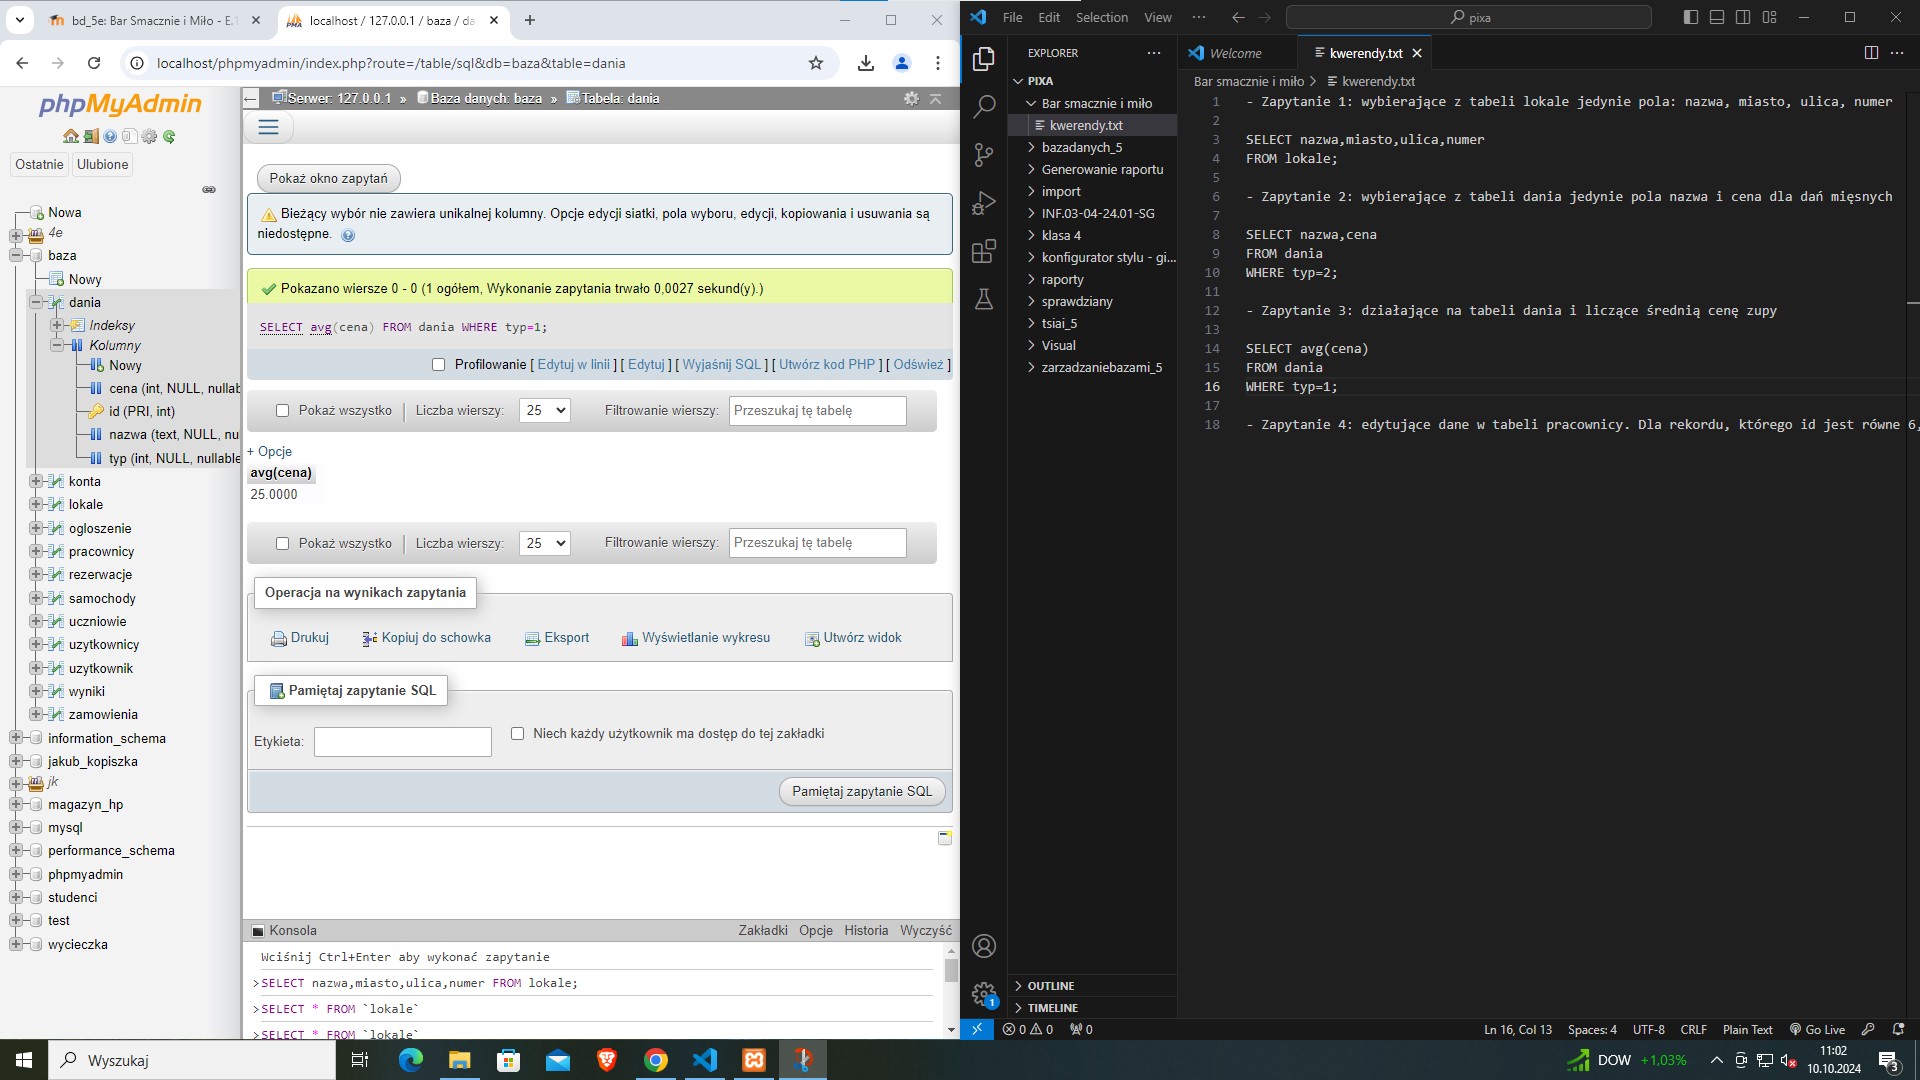 bd_5e: Bar Smacznie i Miło - E.1
localhost / 127.0.0.1 / baza / da
localhost/phpmyadmin/index.php?route=/table/sql&db=baza&table=dania
phpMyAdmin
Ostatnie
Ulubione
Nowa
4e
baza
Nowy
dania
Indeksy
Kolumny
Nowy
cena (int, NULL, nullab
id (PRI, int)
nazwa (text, NULL, nu
typ (int, NULL, nullable
konta
lokale
ogloszenie
pracownicy
rezerwacje
samochody
uczniowie
uzytkownicy
uzytkownik
wyniki
zamowienia
information_schema
jakub_kopiszka
jk
magazyn_hp
mysql
performance_schema
phpmyadmin
studenci
test
wycieczka
Serwer: 127.0.0.1 » Baza danych: baza » Tabela: dania
Pokaż okno zapytań
Bieżący wybór nie zawiera unikalnej kolumny. Opcje edycji siatki, pola wyboru, edycji, kopiowania i usuwania są
niedostępne.
Pokazano wiersze 0 - 0 (1 ogółem, Wykonanie zapytania trwało 0,0027 sekund(y).)
SELECT avg(cena) FROM dania WHERE typ=1;
Profilowanie [ Edytuj w linii ] [ Edytuj ] [ Wyjaśnij SQL ] [ Utwórz kod PHP ] [ Odśwież ]
Pokaż wszystko | Liczba wierszy: 25 Filtrowanie wierszy: Przeszukaj tę tabelę
+ Opcje
avg(cena)
25.0000
Pokaż wszystko | Liczba wierszy: 25 Filtrowanie wierszy: Przeszukaj tę tabelę
Operacja na wynikach zapytania
Drukuj Kopiuj do schowka Eksport Wyświetlanie wykresu Utwórz widok
Pamiętaj zapytanie SQL
Etykieta: Niech każdy użytkownik ma dostęp do tej zakładki
Pamiętaj zapytanie SQL
Konsola Zakładki Opcje Historia Wyczyść
Wciśnij Ctrl+Enter aby wykonać zapytanie
>SELECT nazwa,miasto,ulica,numer FROM lokale;
>SELECT * FROM `lokale`
>SELECT * FROM `lokale`
File Edit Selection View ···
pixa
EXPLORER
PIXA
Bar smacznie i miło
kwerendy.txt
bazadanych_5
Generowanie raportu
import
INF.03-04-24.01-SG
klasa 4
konfigurator stylu - gi...
raporty
sprawdziany
tsiai_5
Visual
zarzadzaniebazami_5
OUTLINE
TIMELINE
Welcome
kwerendy.txt
Bar smacznie i miło > kwerendy.txt
1 - Zapytanie 1: wybierające z tabeli lokale jedynie pola: nazwa, miasto, ulica, numer
2
3 SELECT nazwa,miasto,ulica,numer
4 FROM lokale;
5
6 - Zapytanie 2: wybierające z tabeli dania jedynie pola nazwa i cena dla dań mięsnych
7
8 SELECT nazwa,cena
9 FROM dania
10 WHERE typ=2;
11
12 - Zapytanie 3: działające na tabeli dania i liczące średnią cenę zupy
13
14 SELECT avg(cena)
15 FROM dania
16 WHERE typ=1;
17
18 - Zapytanie 4: edytujące dane w tabeli pracownicy. Dla rekordu, którego id jest równe 6,
1
0 0 0
Ln 16, Col 13 Spaces: 4 UTF-8 CRLF Plain Text Go Live
Wyszukaj
DOW +1,03%
11:02
10.10.2024
3